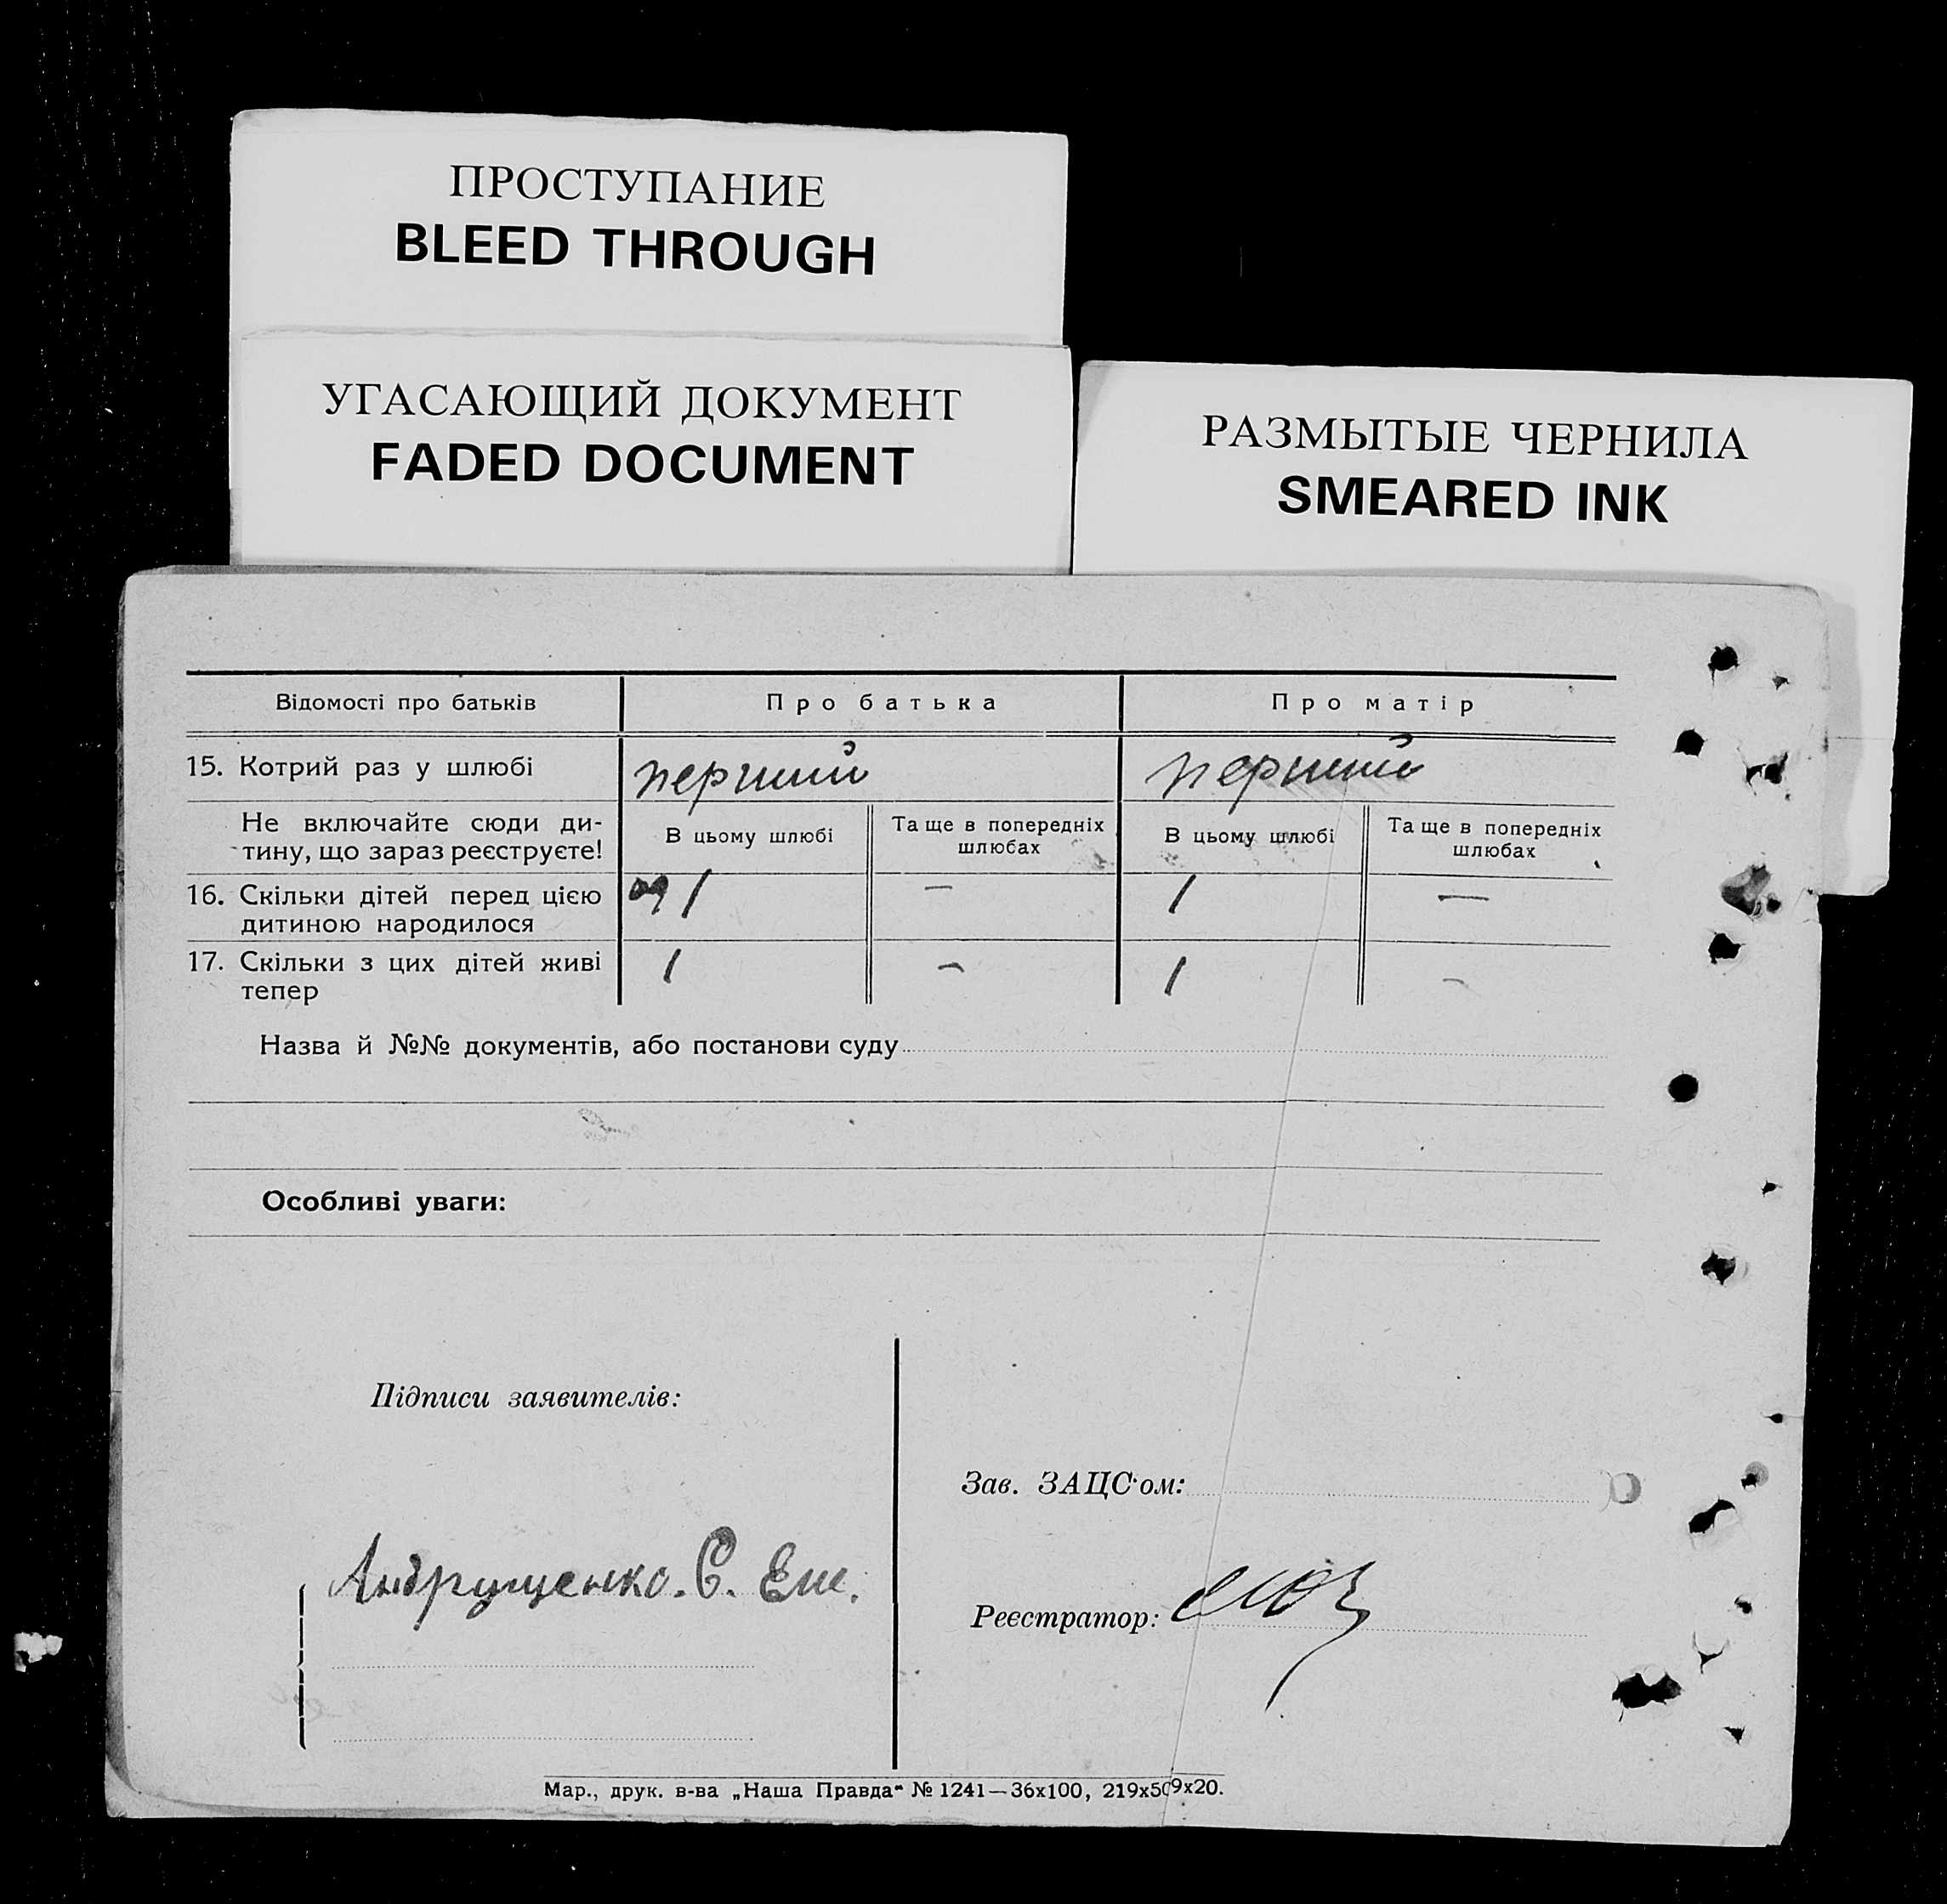 ПРОСТУПАНИЕ
BLEED THROUGH
УГАСАЮЩИЙ ДОКУМЕНТ
FADED DOCUMENT
РАЗМЫТЫЕ ЧЕРНИЛА
SMEARED INK
Відомості про батьків Про батька Про матір
15. Котрий раз у шлюбі перший перший
Не включайте сюди ди-
тину, що зараз реєструєте!
В цьому шлюбі
Та ще в попередніх
шлюбах
В цьому шлюбі
Та ще в попередніх
шлюбах
16. Скільки дітей перед цією
дитиною народилося
1 — 1 —
17. Скільки з цих дітей живі
тепер
1 - 1 -
Назва й №№ документів, або постанови суду
Особливі уваги:
Підписи заявителів:
Андрущенко. Є.
Зав. ЗАЦС'ом:
Реєстратор:
Мар., друк. в-ва „Наша Правда" № 1241—36х100, 219х509х20.